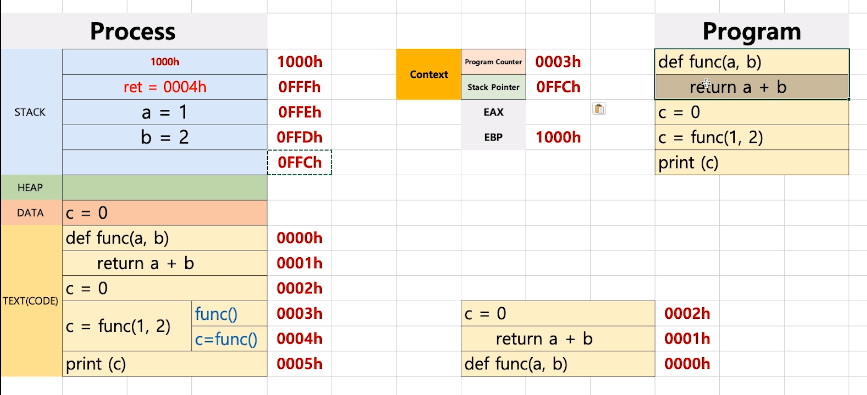 Process
Program
1000h 1000h Context Program Counter 0003h def func(a, b)
ret = 0004h 0FFFh Stack Pointer 0FFCh return a + b
STACK a = 1 0FFEh EAX c = 0
b = 2 0FFDh EBP 1000h c = func(1, 2)
0FFCh print (c)
HEAP
DATA c = 0
def func(a, b) 0000h
return a + b 0001h
c = 0 0002h
TEXT(CODE) c = func(1, 2) func() 0003h c = 0 0002h
c=func() 0004h return a + b 0001h
print (c) 0005h def func(a, b) 0000h